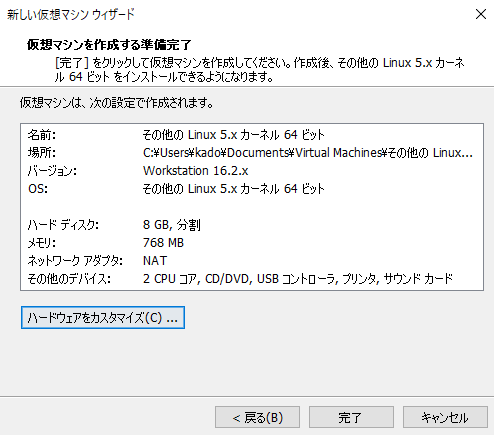 新しい仮想マシン ウィザード
仮想マシンを作成する準備完了
[完了] をクリックして仮想マシンを作成してください。作成後、その他の Linux 5.x カーネ
ル 64 ビット をインストールできるようになります。
仮想マシンは、次の設定で作成されます。
名前: その他の Linux 5.x カーネル 64 ビット
場所: C:¥Users¥kado¥Documents¥Virtual Machines¥その他の Linux...
バージョン: Workstation 16.2.x
OS: その他の Linux 5.x カーネル 64 ビット
ハード ディスク: 8 GB, 分割
メモリ: 768 MB
ネットワーク アダプタ: NAT
その他のデバイス: 2 CPU コア, CD/DVD, USB コントローラ, プリンタ, サウンド カード
ハードウェアをカスタマイズ(C) ...
< 戻る(B) 完了 キャンセル